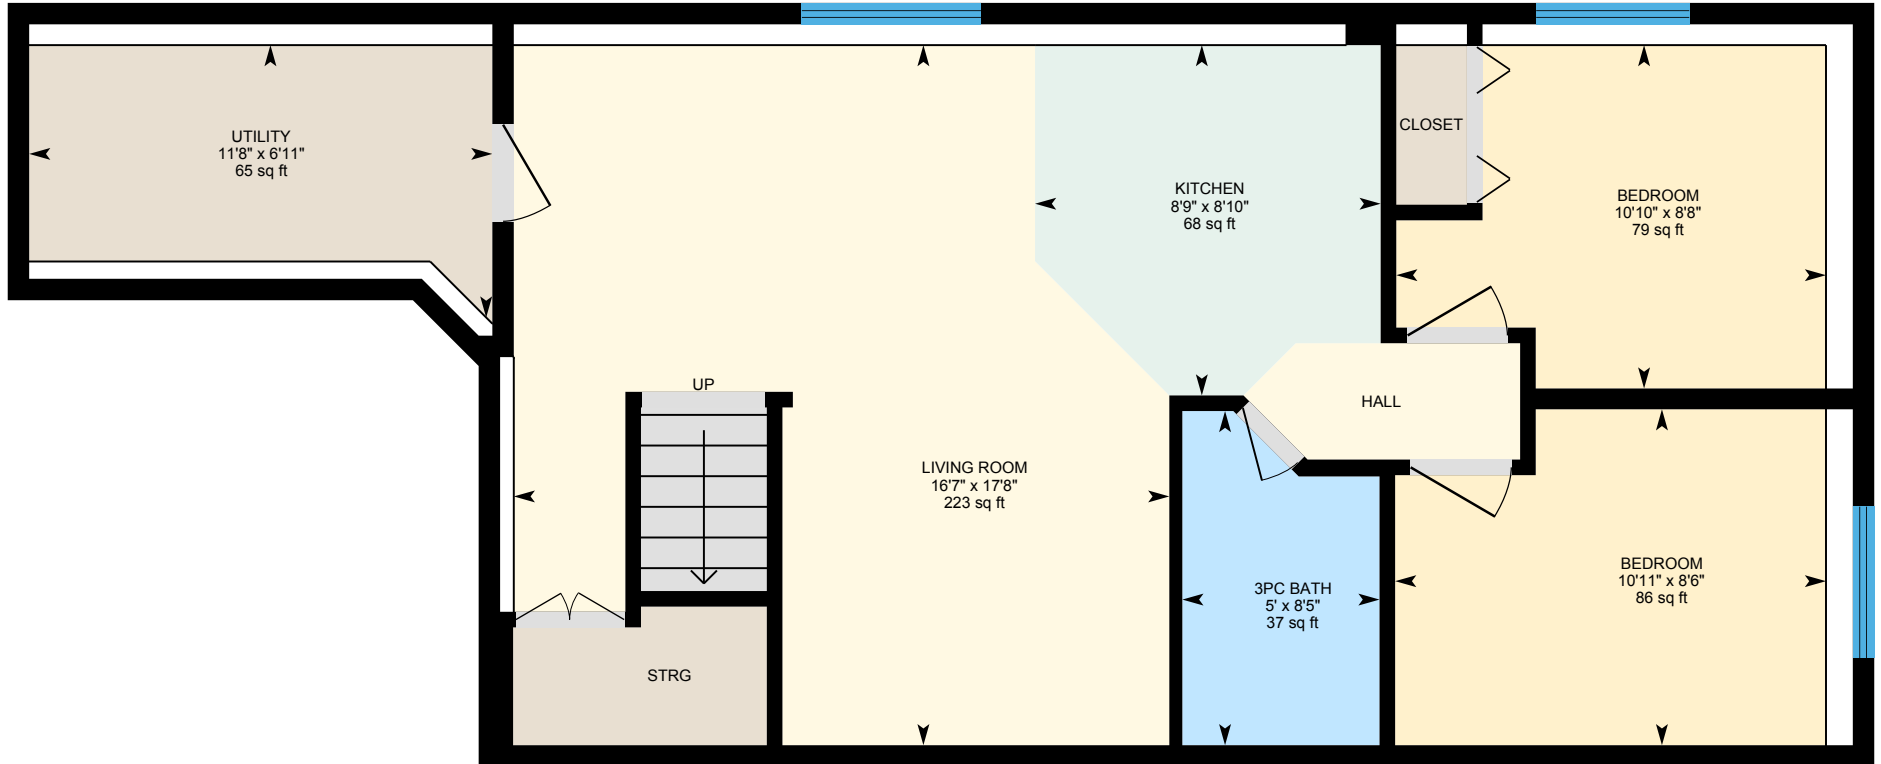 UTILITY
11'8" x 6'11"
65 sq ft
KITCHEN
8'9" x 8'10"
68 sq ft
CLOSET
BEDROOM
10'10" x 8'8"
79 sq ft
UP
HALL
LIVING ROOM
16'7" x 17'8"
223 sq ft
3PC BATH
5' x 8'5"
37 sq ft
BEDROOM
10'11" x 8'6"
86 sq ft
STRG